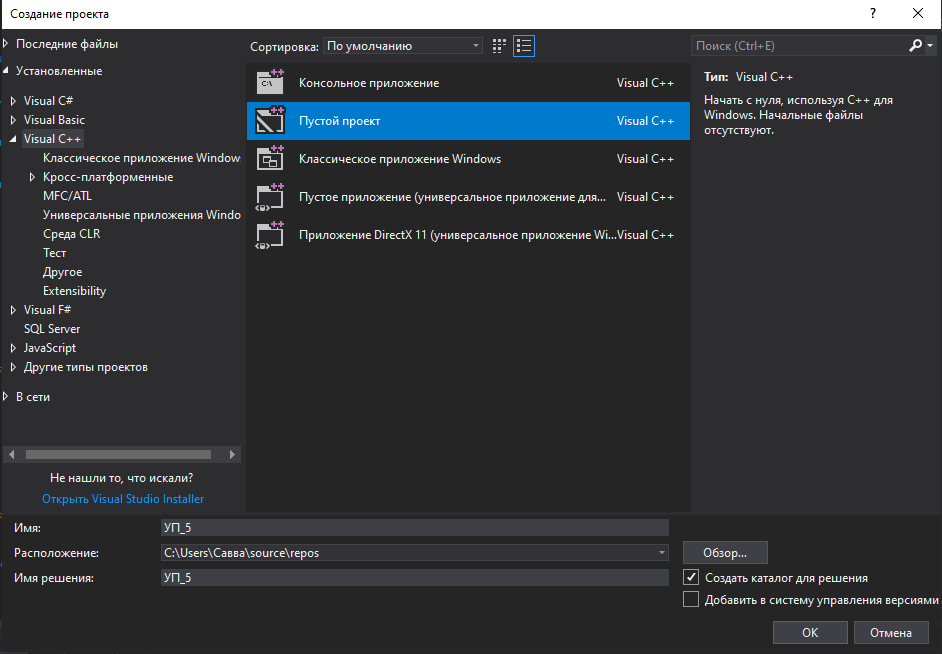 Создание проекта
?
Последние файлы
Установленные
Visual C#
Visual Basic
Visual C++
Классическое приложение Window
Кросс-платформенные
MFC/ATL
Универсальные приложения Windo
Среда CLR
Тест
Другое
Extensibility
Visual F#
SQL Server
JavaScript
Другие типы проектов
В сети
Не нашли то, что искали?
Открыть Visual Studio Installer
Сортировка: По умолчанию
Консольное приложение Visual C++
Пустой проект Visual C++
Классическое приложение Windows Visual C++
Пустое приложение (универсальное приложение для... Visual C++
Приложение DirectX 11 (универсальное приложение Wi... Visual C++
Поиск (Ctrl+E)
Тип: Visual C++
Начать с нуля, используя C++ для
Windows. Начальные файлы
отсутствуют.
Имя: УП_5
Расположение: C:\Users\Савва\source\repos
Обзор...
Имя решения: УП_5
Создать каталог для решения
Добавить в систему управления версиями
ОК
Отмена